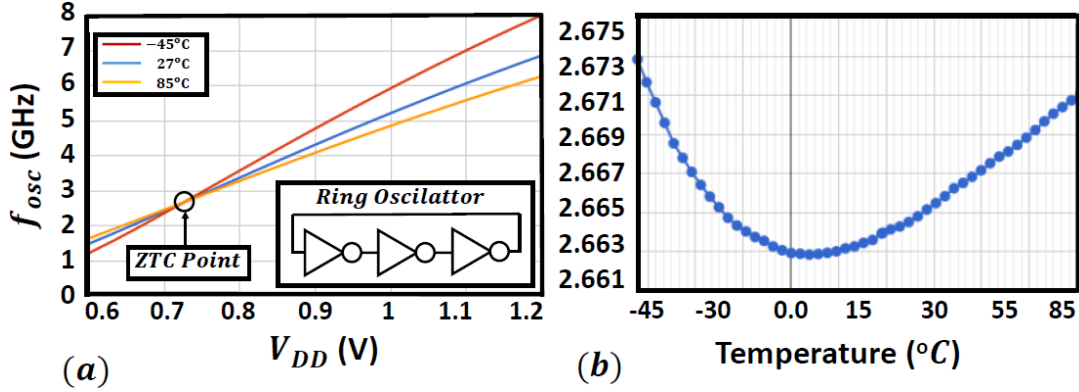 f_osc (GHz)
8
7
6
5
4
3
2
1
0
−45°C
27°C
85°C
ZTC Point
Ring Oscilattor
0.6 0.7 0.8 0.9 1 1.1 1.2
V_DD (V)
(a)
2.675
2.673
2.671
2.669
2.667
2.665
2.663
2.661
-45 -30 0.0 15 30 55 85
Temperature (°C)
(b)